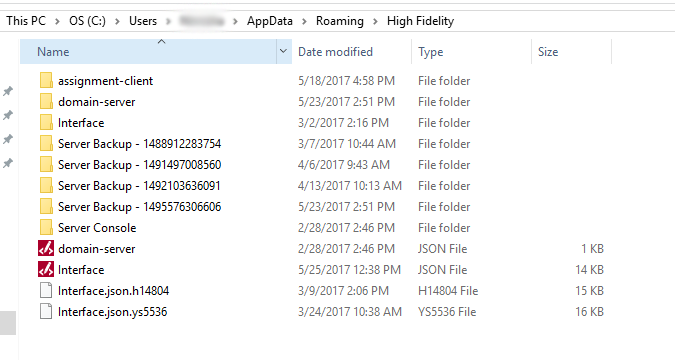 This PC > OS (C:) > Users > > AppData > Roaming > High Fidelity >
Name Date modified Type Size
assignment-client 5/18/2017 4:58 PM File folder
domain-server 5/23/2017 2:51 PM File folder
Interface 3/2/2017 2:16 PM File folder
Server Backup - 1488912283754 3/7/2017 10:44 AM File folder
Server Backup - 1491497008560 4/6/2017 9:43 AM File folder
Server Backup - 1492103636091 4/13/2017 10:13 AM File folder
Server Backup - 1495576306606 5/23/2017 2:51 PM File folder
Server Console 2/28/2017 2:46 PM File folder
domain-server 2/28/2017 2:46 PM JSON File 1 KB
Interface 5/25/2017 12:38 PM JSON File 14 KB
Interface.json.h14804 3/9/2017 2:06 PM H14804 File 15 KB
Interface.json.ys5536 3/24/2017 10:38 AM YS5536 File 16 KB